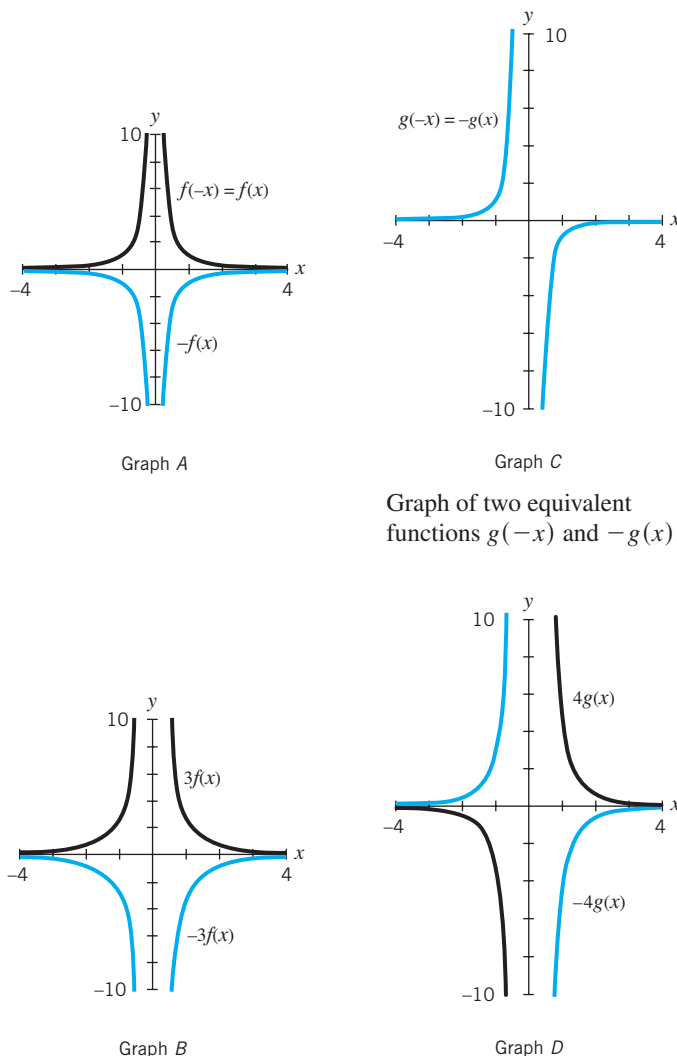 y
10
f(–x) = f(x)
x
–4
4
–f(x)
–10
Graph A
y
10
g(–x) = –g(x)
x
–4
4
–10
Graph C
Graph of two equivalent
functions g(−x) and −g(x)
y
10
3f(x)
x
–4
4
–3f(x)
–10
Graph B
y
10
4g(x)
x
–4
4
–4g(x)
–10
Graph D